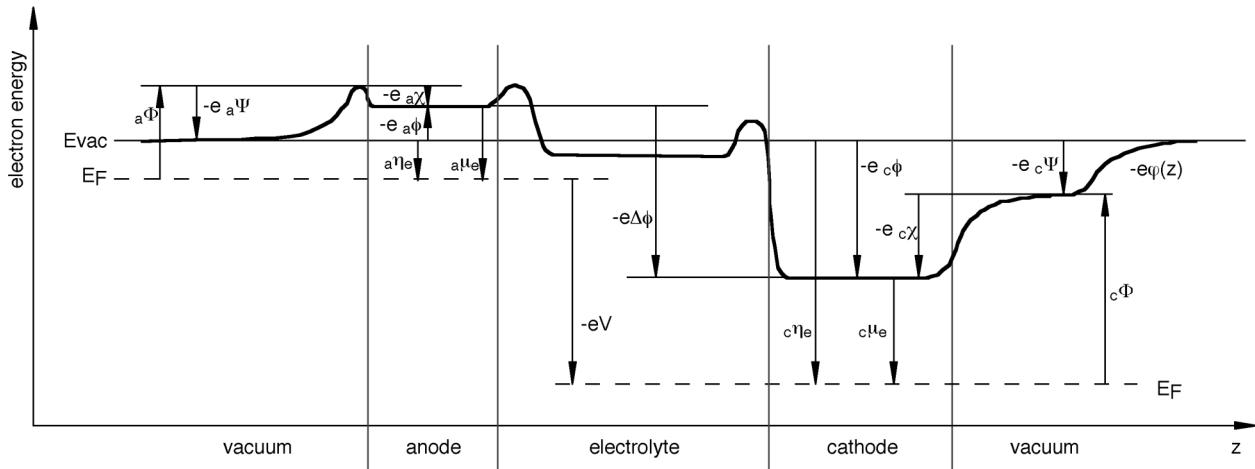 electron energy
aΦ
-e aΨ
-e aχ
-e aϕ
Evac
EF
aηe
aμe
-eΔϕ
-eV
-e cϕ
-e cΨ
-eφ(z)
-e cχ
cηe
cμe
cΦ
EF
vacuum
anode
electrolyte
cathode
vacuum
z